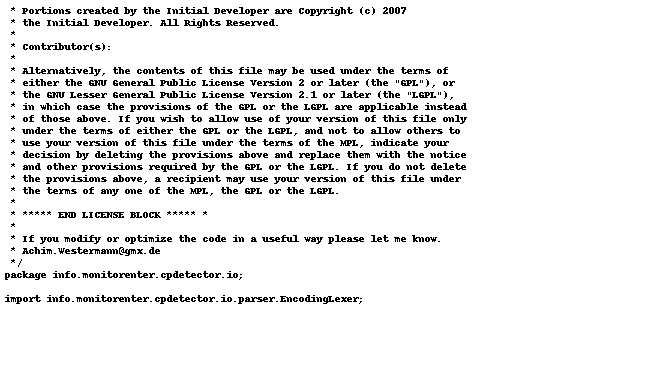 * Portions created by the Initial Developer are Copyright (c) 2007
 * the Initial Developer. All Rights Reserved.
 *
 * Contributor(s):
 *
 * Alternatively, the contents of this file may be used under the terms of
 * either the GNU General Public License Version 2 or later (the "GPL"), or
 * the GNU Lesser General Public License Version 2.1 or later (the "LGPL"),
 * in which case the provisions of the GPL or the LGPL are applicable instead
 * of those above. If you wish to allow use of your version of this file only
 * under the terms of either the GPL or the LGPL, and not to allow others to
 * use your version of this file under the terms of the MPL, indicate your
 * decision by deleting the provisions above and replace them with the notice
 * and other provisions required by the GPL or the LGPL. If you do not delete
 * the provisions above, a recipient may use your version of this file under
 * the terms of any one of the MPL, the GPL or the LGPL.
 *
 * ***** END LICENSE BLOCK ***** *
 *
 * If you modify or optimize the code in a useful way please let me know.
 * Achim.Westermann@gmx.de
 */
package info.monitorenter.cpdetector.io;

import info.monitorenter.cpdetector.io.parser.EncodingLexer;